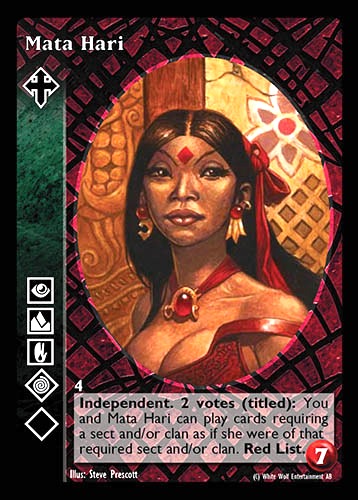 Mata Hari
4
Independent. 2 votes (titled): You
and Mata Hari can play cards requiring
a sect and/or clan as if she were of that
required sect and/or clan. Red List.
7
Illus: Steve Prescott
(C) White Wolf Entertainment AB